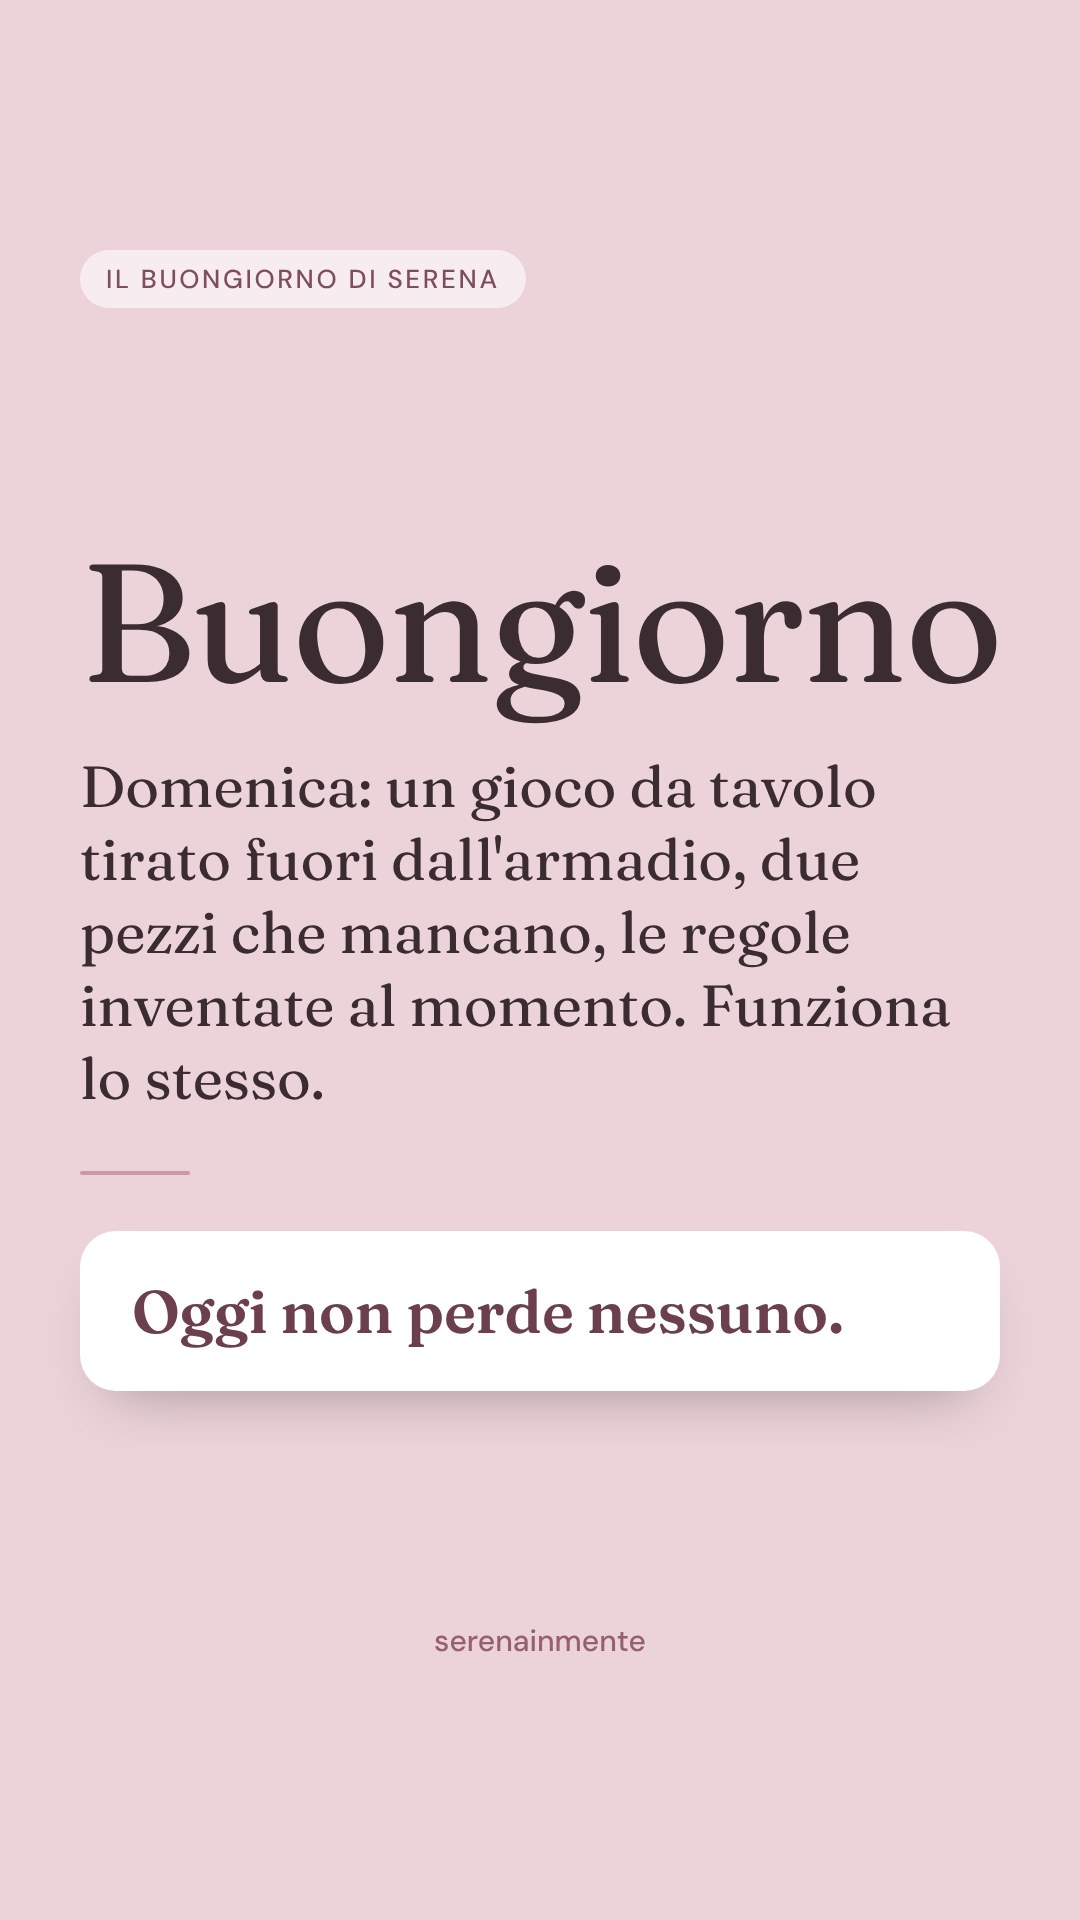 IL BUONGIORNO DI SERENA
Buongiorno
Domenica: un gioco da tavolo
tirato fuori dall'armadio, due
pezzi che mancano, le regole
inventate al momento. Funziona
lo stesso.
Oggi non perde nessuno.
serenainmente